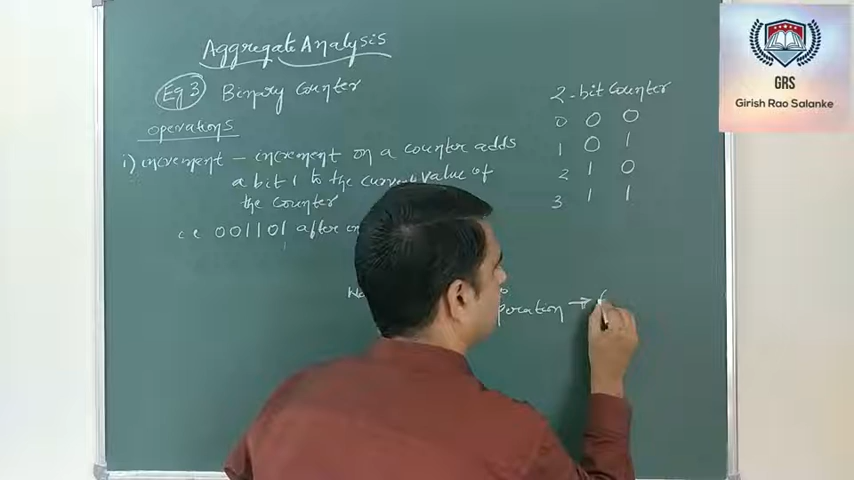 Aggregate Analysis
Eg 3 Binary Counter
operations
i) increment - increment on a counter adds
a bit 1 to the current value of
the counter
i e 001101 after
operation →
2-bit Counter
0 0 0
1 0 1
2 1 0
3 1 1
GRS
Girish Rao Salanke